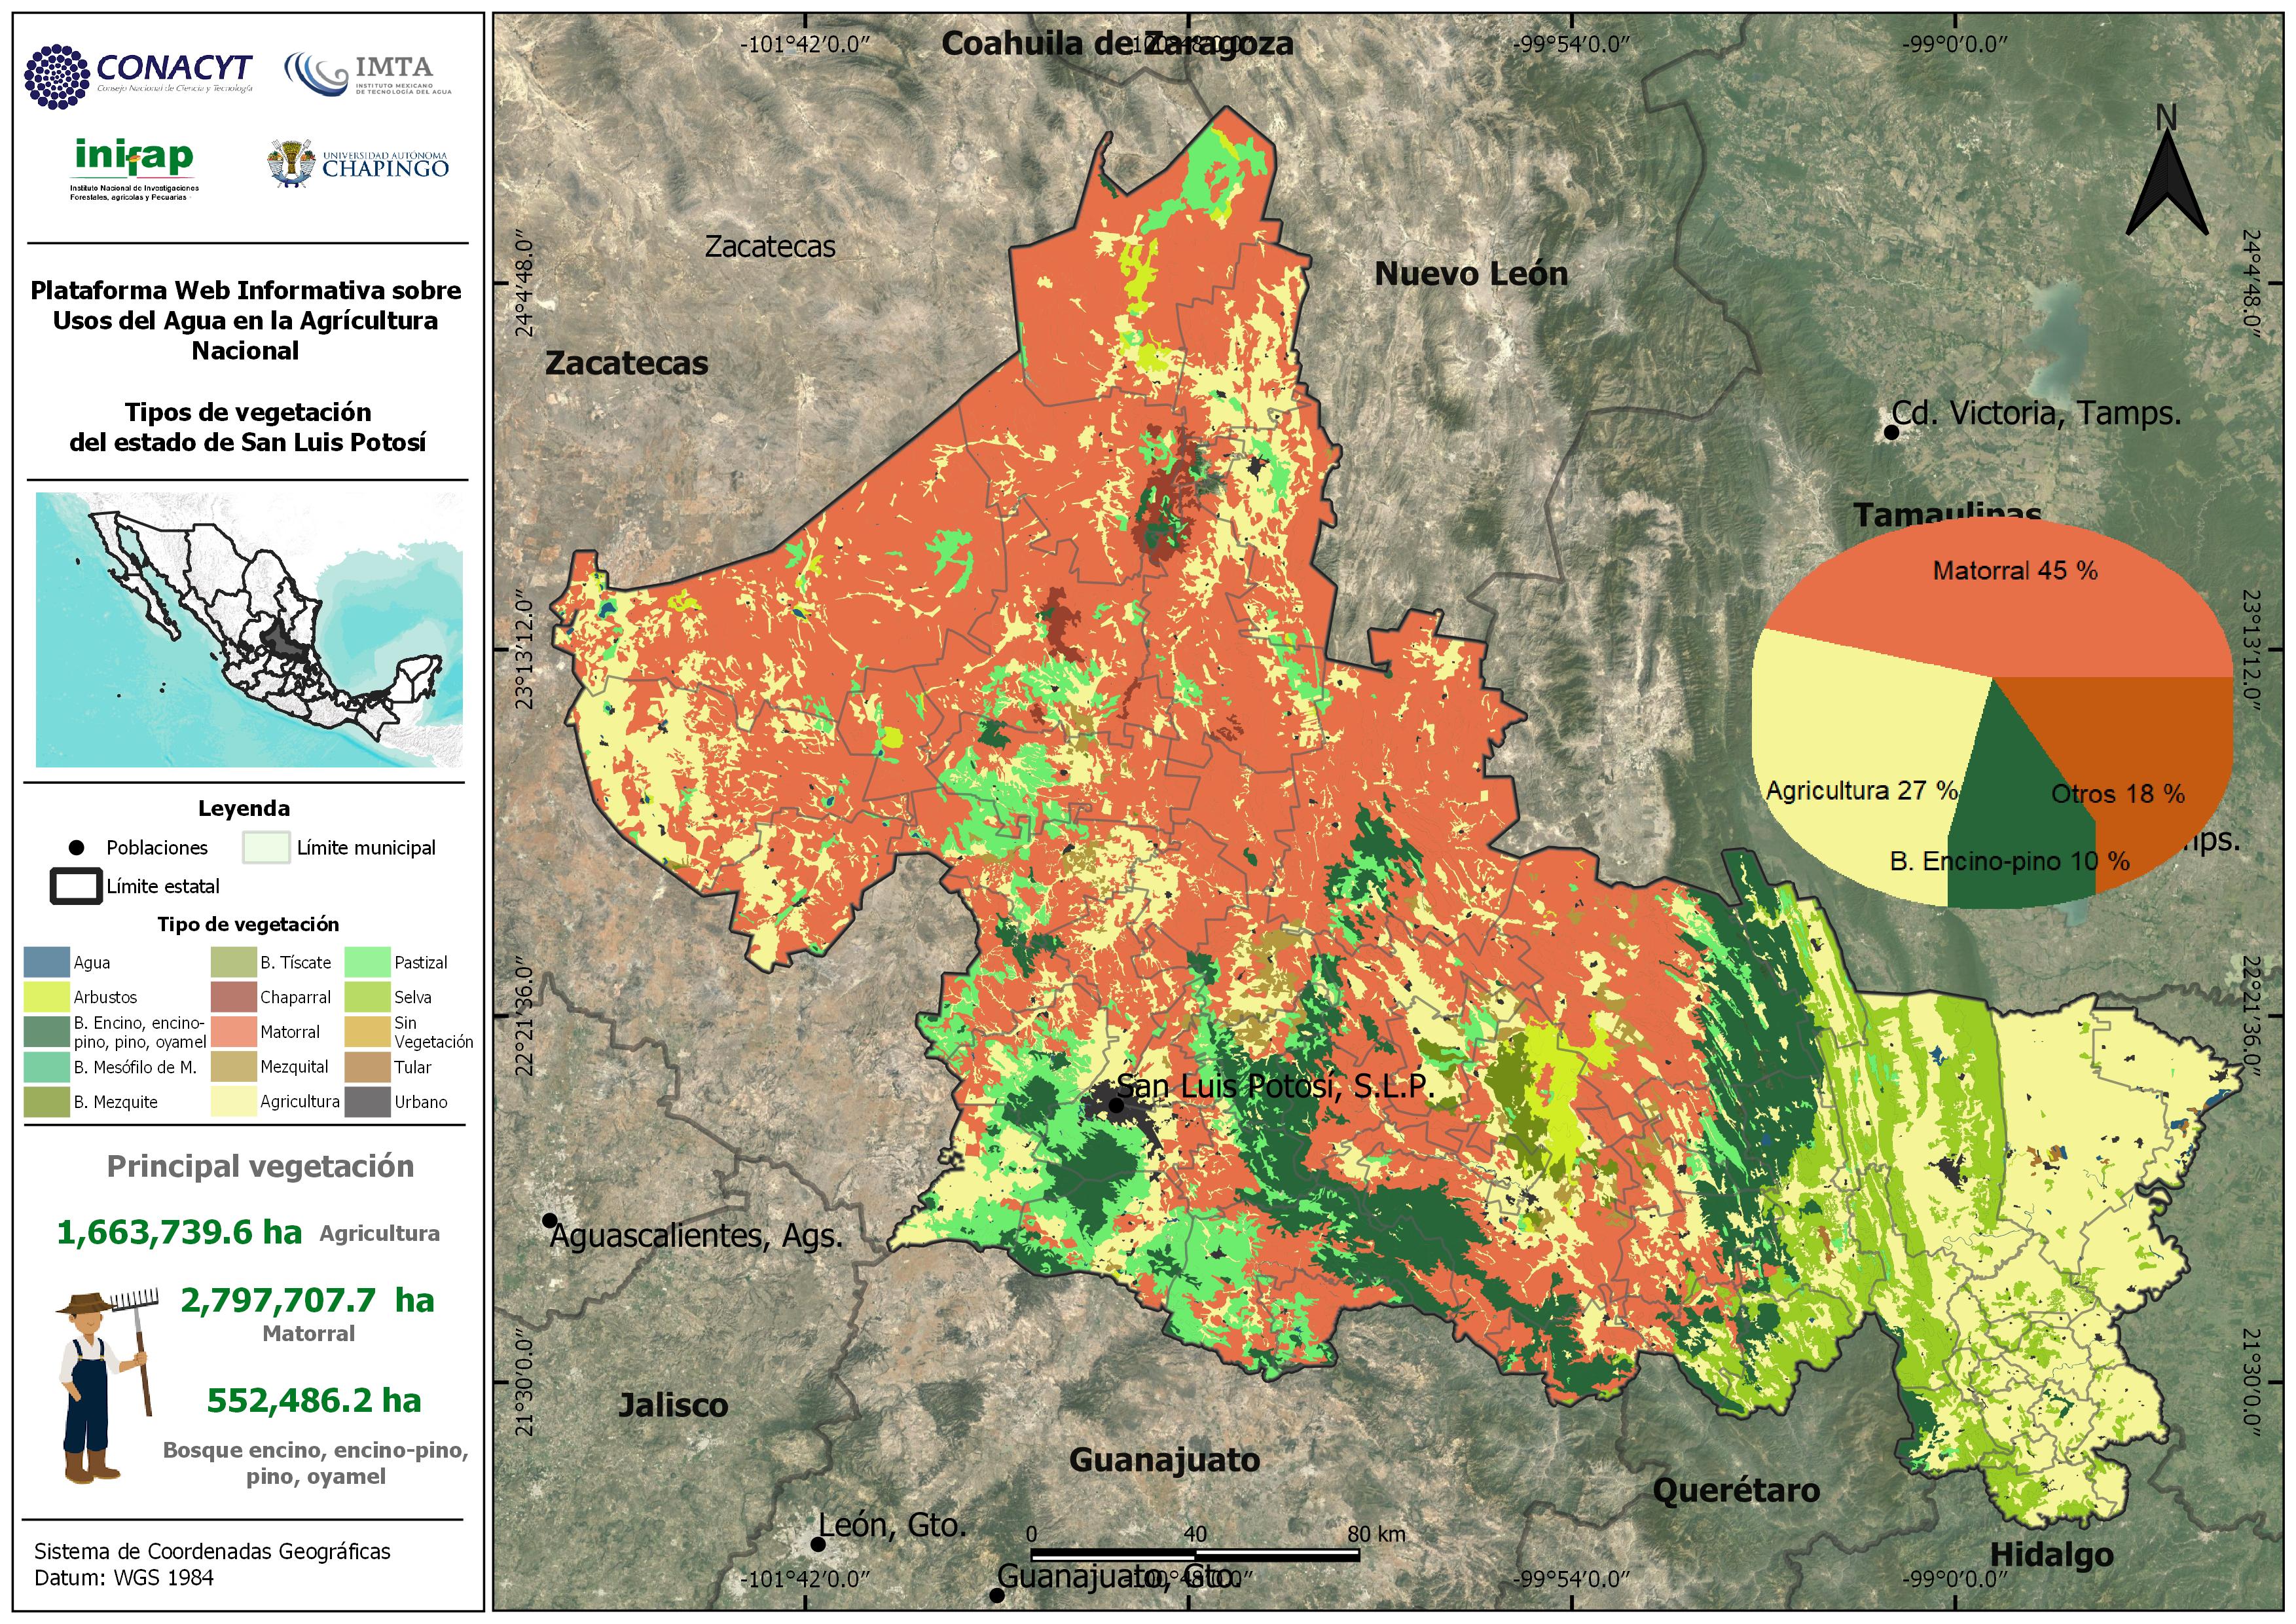 CONACYT
Consejo Nacional de Ciencia y Tecnología
IMTA
INSTITUTO MEXICANO
DE TECNOLOGÍA DEL AGUA
inifap
Instituto Nacional de Investigaciones
Forestales, agrícolas y Pecuarias
UNIVERSIDAD AUTÓNOMA
CHAPINGO
Plataforma Web Informativa sobre
Usos del Agua en la Agrícultura
Nacional
Tipos de vegetación
del estado de San Luis Potosí
Leyenda
Poblaciones
Límite municipal
Límite estatal
Tipo de vegetación
Agua
B. Tíscate
Pastizal
Arbustos
Chaparral
Selva
B. Encino, encino-
pino, pino, oyamel
Matorral
Sin
Vegetación
B. Mesófilo de M.
Mezquital
Tular
B. Mezquite
Agricultura
Urbano
Principal vegetación
1,663,739.6 ha Agricultura
2,797,707.7 ha
Matorral
552,486.2 ha
Bosque encino, encino-pino,
pino, oyamel
Sistema de Coordenadas Geográficas
Datum: WGS 1984
-101°42′0.0″
-100°48′0.0″
-99°54′0.0″
-99°0′0.0″
Coahuila de Zaragoza
N
Zacatecas
Nuevo León
24°4′48.0″
24°4′48.0″
Zacatecas
Cd. Victoria, Tamps.
Tamaulipas
Matorral 45 %
23°13′12.0″
23°13′12.0″
Agricultura 27 %
Otros 18 %
mps.
B. Encino-pino 10 %
22°21′36.0″
22°21′36.0″
San Luis Potosí, S.L.P.
Aguascalientes, Ags.
21°30′0.0″
21°30′0.0″
Jalisco
Guanajuato
Querétaro
León, Gto.
0 40 80 km
Hidalgo
Guanajuato, Gto.
-101°42′0.0″
-100°48′0.0″
-99°54′0.0″
-99°0′0.0″